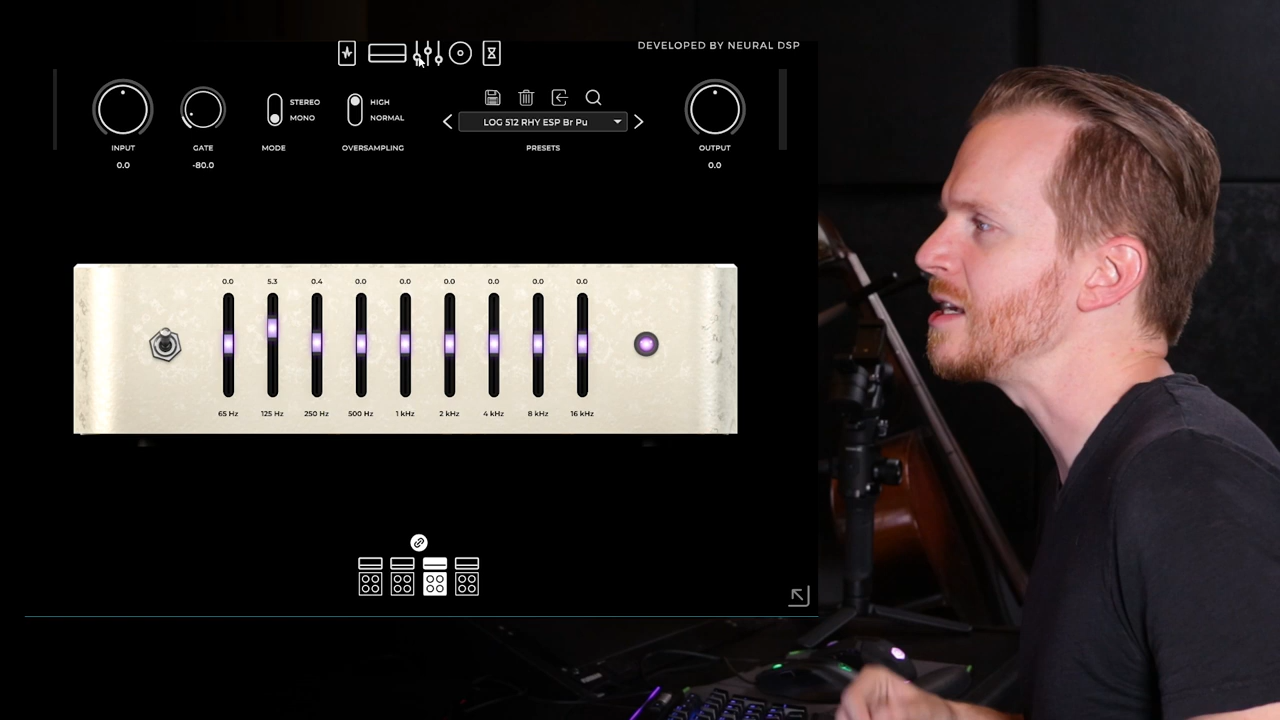 DEVELOPED BY NEURAL DSP
STEREO
MONO
HIGH
NORMAL
LOG 512 RHY ESP Br Pu
INPUT
GATE
MODE
OVERSAMPLING
PRESETS
OUTPUT
0.0
-80.0
0.0
0.0 5.3 0.4 0.0 0.0 0.0 0.0 0.0 0.0
65 Hz 125 Hz 250 Hz 500 Hz 1 kHz 2 kHz 4 kHz 8 kHz 16 kHz